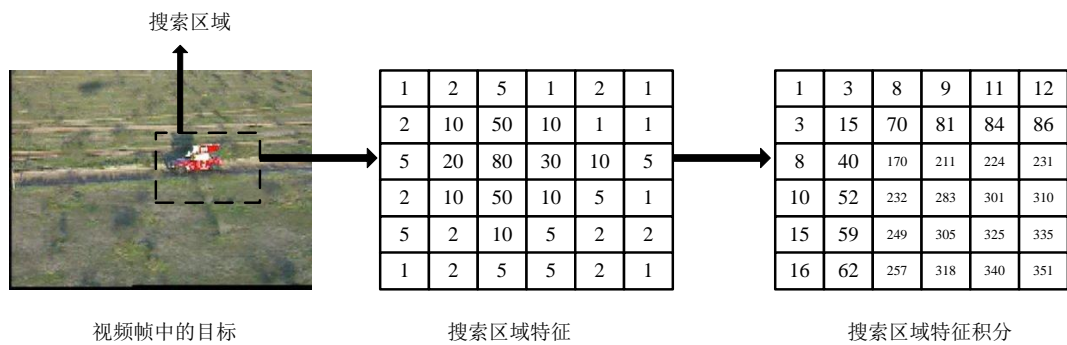 搜索区域
1 2 5 1 2 1
2 10 50 10 1 1
5 20 80 30 10 5
2 10 50 10 5 1
5 2 10 5 2 2
1 2 5 5 2 1
1 3 8 9 11 12
3 15 70 81 84 86
8 40 170 211 224 231
10 52 232 283 301 310
15 59 249 305 325 335
16 62 257 318 340 351
视频帧中的目标
搜索区域特征
搜索区域特征积分